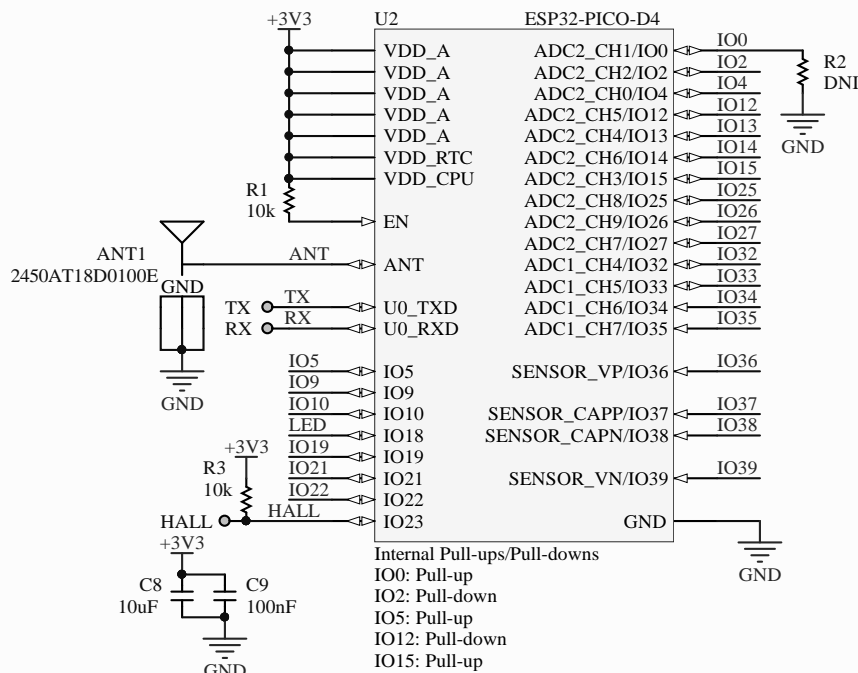 +3V3
U2
ESP32-PICO-D4
VDD_A
VDD_A
VDD_A
VDD_A
VDD_A
VDD_RTC
VDD_CPU
R1
10k
EN
ANT1
2450AT18D0100E
ANT
ANT
GND
GND
TX
TX
U0_TXD
RX
RX
U0_RXD
IO5
IO5
IO9
IO9
IO10
IO10
LED
IO18
IO19
IO19
IO21
IO21
IO22
IO22
+3V3
R3
10k
HALL
HALL
IO23
ADC2_CH1/IO0
IO0
ADC2_CH2/IO2
IO2
ADC2_CH0/IO4
IO4
ADC2_CH5/IO12
IO12
ADC2_CH4/IO13
IO13
ADC2_CH6/IO14
IO14
ADC2_CH3/IO15
IO15
ADC2_CH8/IO25
IO25
ADC2_CH9/IO26
IO26
ADC2_CH7/IO27
IO27
ADC1_CH4/IO32
IO32
ADC1_CH5/IO33
IO33
ADC1_CH6/IO34
IO34
ADC1_CH7/IO35
IO35
SENSOR_VP/IO36
IO36
SENSOR_CAPP/IO37
IO37
SENSOR_CAPN/IO38
IO38
SENSOR_VN/IO39
IO39
GND
GND
R2
DNI
GND
+3V3
C8
10uF
C9
100nF
GND
Internal Pull-ups/Pull-downs
IO0: Pull-up
IO2: Pull-down
IO5: Pull-up
IO12: Pull-down
IO15: Pull-up